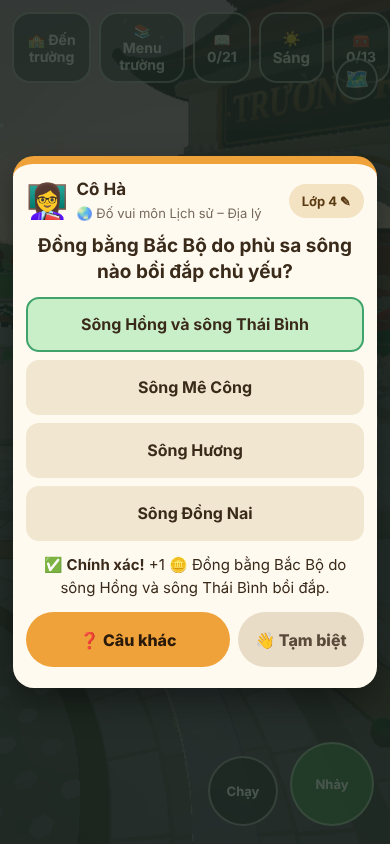 Đến
trường
Menu
trường
0/21
Sáng
0/13
TRƯỜNG
Cô Hà
Đố vui môn Lịch sử – Địa lý
Lớp 4 ✎
Đồng bằng Bắc Bộ do phù sa sông
nào bồi đắp chủ yếu?
Sông Hồng và sông Thái Bình
Sông Mê Công
Sông Hương
Sông Đồng Nai
✅ Chính xác! +1 🪙 Đồng bằng Bắc Bộ do
sông Hồng và sông Thái Bình bồi đắp.
❓ Câu khác
👋 Tạm biệt
Chạy
Nhảy